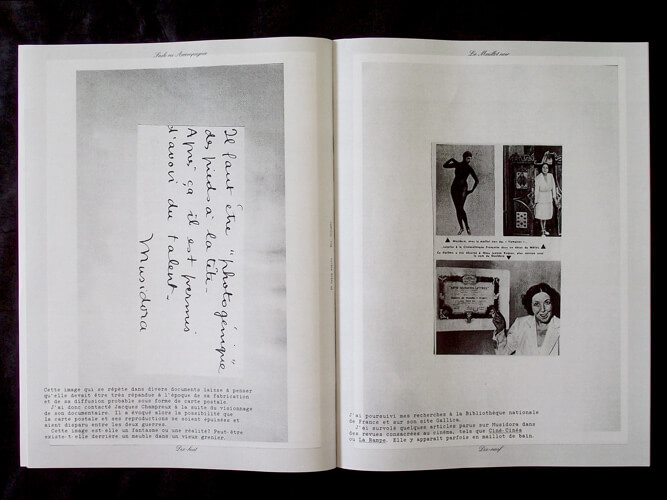 Il faut être "photogénique"
des pieds à la tête.
Après ça il est permis
d'avoir du talent.
Musidora
Cette image qui se répète dans divers documents laisse à penser
qu'elle devait être très répandue à l'époque de sa fabrication
et de sa diffusion probable sous forme de carte postale.
J'ai donc contacté Jacques Champreux à la suite du visionnage
de son documentaire. Il a évoqué alors la possibilité que
la carte postale et ses reproductions se soient épuisées et
aient disparu entre les deux guerres.
Cette image est-elle un fantasme ou une réalité? Peut-être
existe-t-elle derrière un meuble dans un vieux grenier.
Dix-huit
Le Maillot noir
J'ai poursuivi mes recherches à la Bibliothèque nationale
de France et sur son site Gallica.
J'ai survolé quelques articles parus sur Musidora dans
des revues consacrées au cinéma, tels que Ciné Cinéa
ou La Rampe. Elle y apparaît parfois en maillot de bain.
Dix-neuf